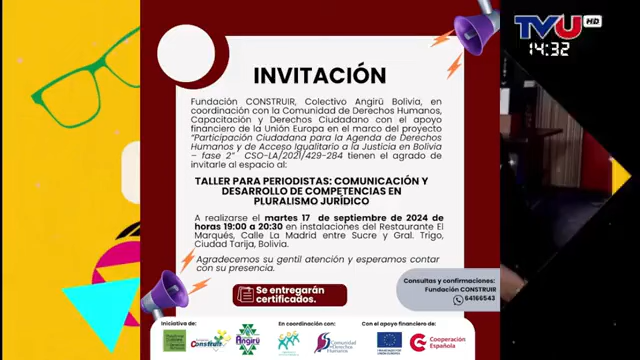 TVU HD
14:32
INVITACIÓN
Fundación CONSTRUIR, Colectivo Angirü Bolivia, en
coordinación con la Comunidad de Derechos Humanos,
Capacitación y Derechos Ciudadano con el apoyo
financiero de la Unión Europa en el marco del proyecto
“Participación Ciudadana para la Agenda de Derechos
Humanos y de Acceso Igualitario a la Justicia en Bolivia
– fase 2” CSO-LA/2021/429-284 tienen el agrado de
invitarle al espacio al:
TALLER PARA PERIODISTAS: COMUNICACIÓN Y
DESARROLLO DE COMPETENCIAS EN
PLURALISMO JURÍDICO
A realizarse el martes 17 de septiembre de 2024 de
horas 19:00 a 20:30 en instalaciones del Restaurante El
Marqués, Calle La Madrid entre Sucre y Gral. Trigo,
Ciudad Tarija, Bolivia.
Agradecemos su gentil atención y esperamos contar
con su presencia.
Se entregarán
certificados.
Consultas y confirmaciones:
Fundación CONSTRUIR
64166543
Iniciativa de:
En coordinación con:
Con el apoyo financiero de:
Construir
Angirü
Comunidad
Derechos
Humanos
Cooperación
Española